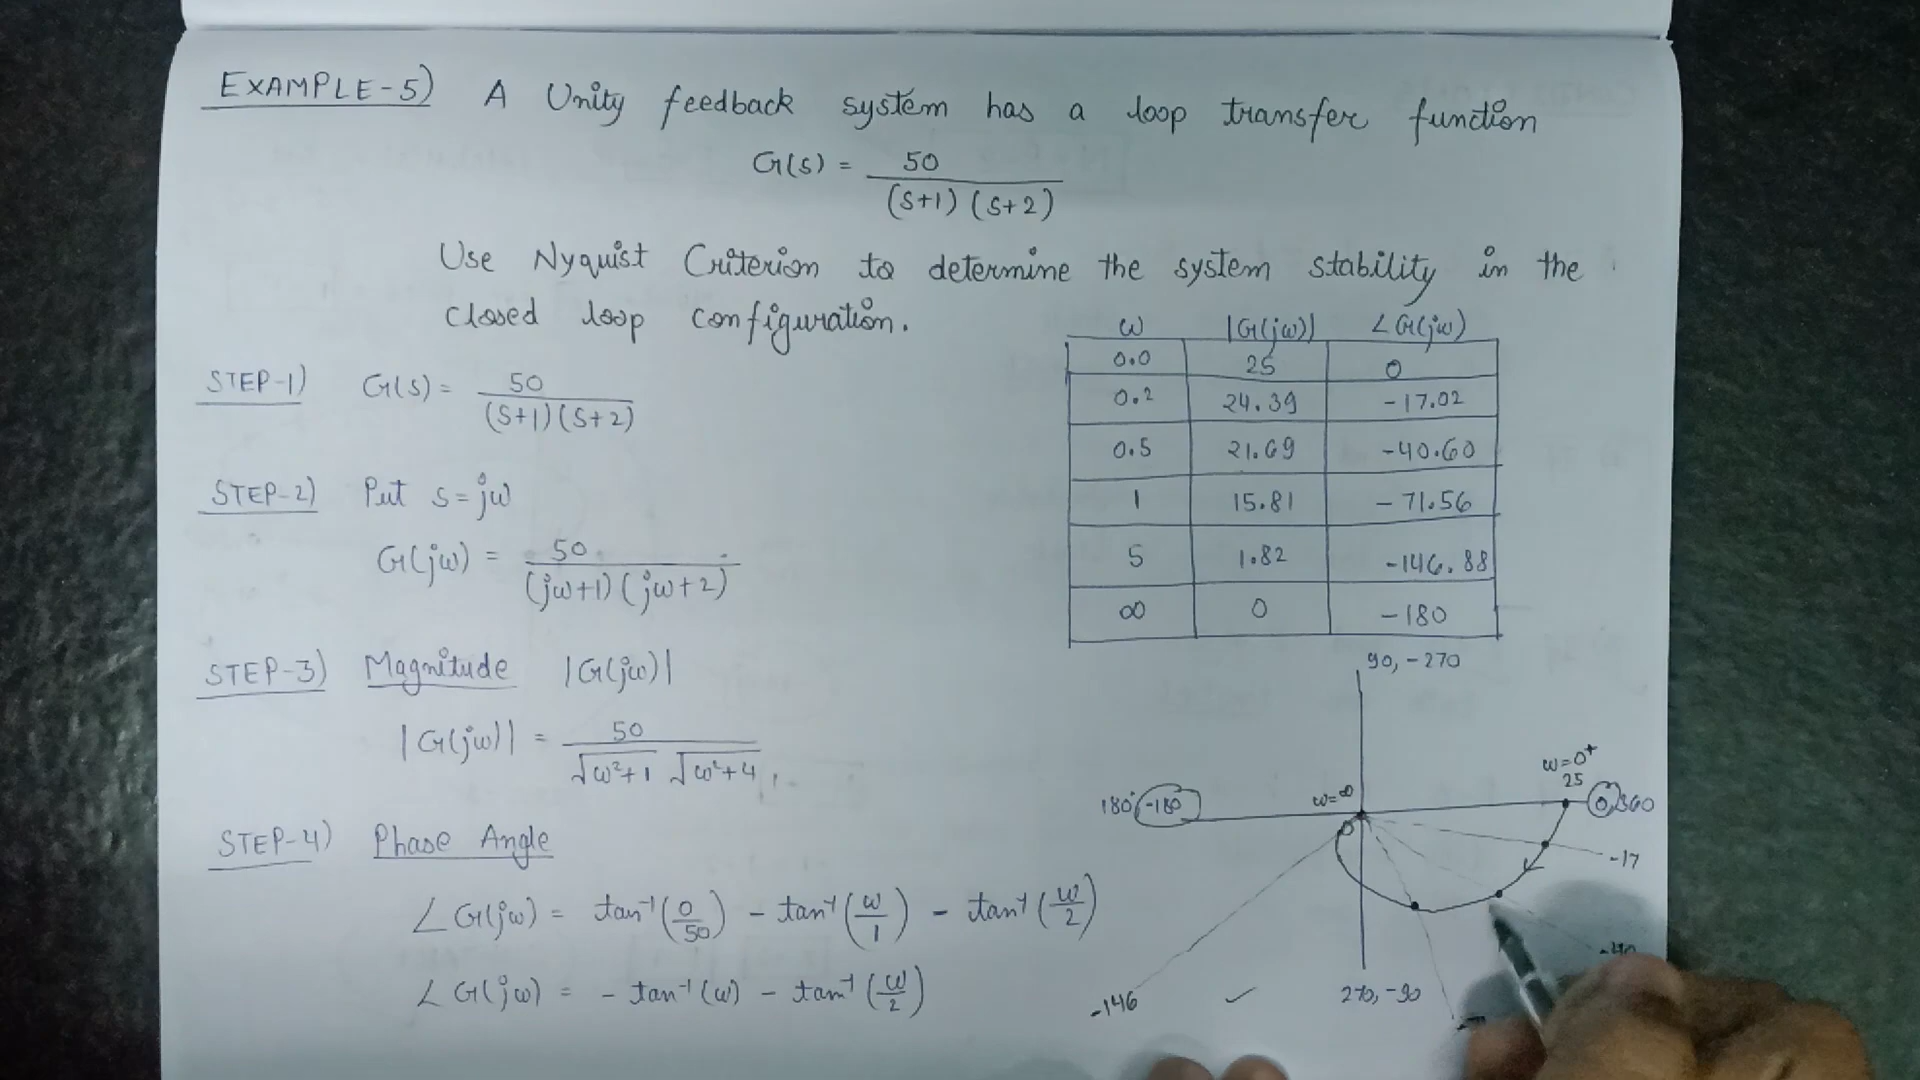 EXAMPLE-5) A Unity feedback system has a loop transfer function
G(s) = 50 / (s+1) (s+2)
Use Nyquist Criterion to determine the system stability in the
closed loop configuration.
STEP-1) G(s) = 50 / (s+1) (s+2)
STEP-2) Put s=jω
G(jω) = 50 / (jω+1) (jω+2)
STEP-3) Magnitude |G(jω)|
|G(jω)| = 50 / √ω²+1 √ω²+4
STEP-4) Phase Angle
∠G(jω) = tan⁻¹(0/50) - tan⁻¹(ω/1) - tan⁻¹(ω/2)
∠G(jω) = - tan⁻¹(ω) - tan⁻¹(ω/2)
ω |G(jω)| ∠G(jω)
0.0 25 0
0.2 24.39 -17.02
0.5 21.69 -40.60
1 15.81 -71.56
5 1.82 -146.88
∞ 0 -180
90, -270
ω=0⁺
25
180° -180
ω=∞
0, 360
-17
-40
270, -90
-146